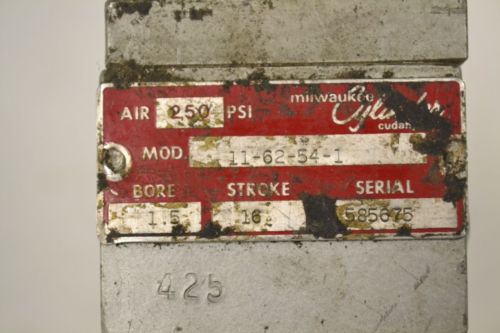 milwaukee
AIR 250 PSI Cylinder
cudahy
MOD. 11-62-54-1
BORE STROKE SERIAL
1.5 16 585675
425